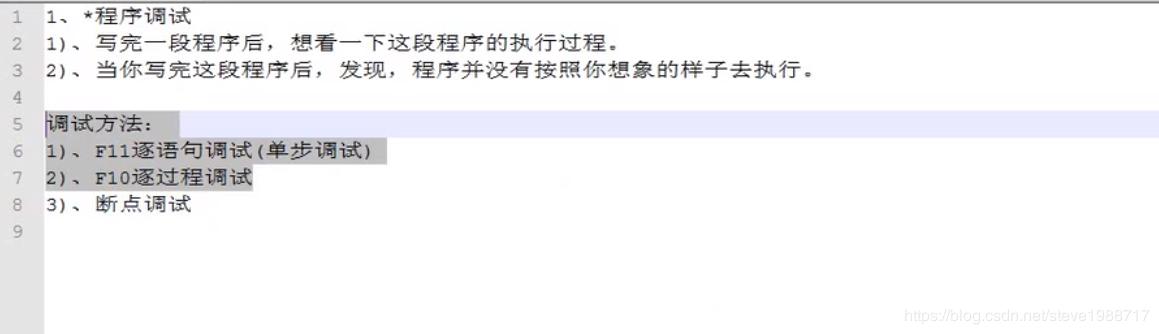 1 1、*程序调试
2 1)、写完一段程序后，想看一下这段程序的执行过程。
3 2)、当你写完这段程序后，发现，程序并没有按照你想象的样子去执行。
4
5 调试方法：
6 1)、F11逐语句调试(单步调试)
7 2)、F10逐过程调试
8 3)、断点调试
9
https://blog.csdn.net/steve1988717